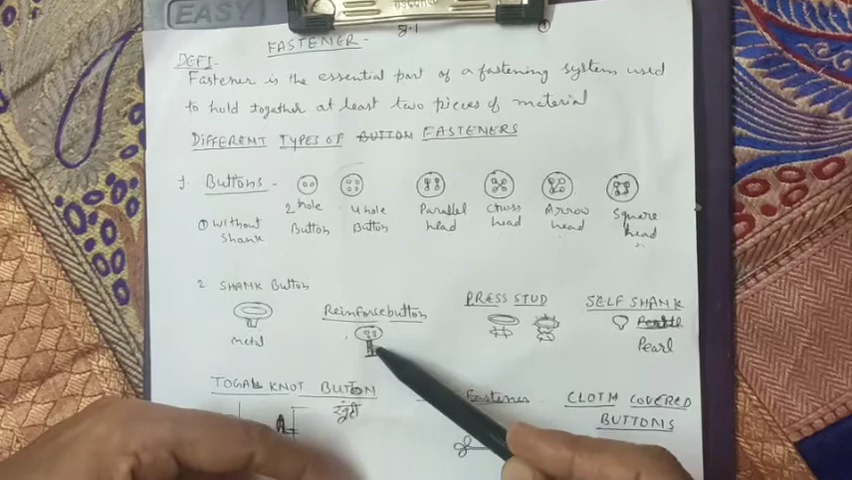 EASY
g.1
FASTENER -
DEFI-
Fastener is the essential part of a fastening system used
to hold together at least two pieces of material
DIFFERENT TYPES OF BUTTON FASTENERS
1. Buttons -
① without shank
2 hole Button
4 hole Button
Parallel head
Cross head
Arrow head
Square head
2 SHANK Button
metal
Reinforsebutton
PRESS STUD
SELF SHANK
Pearl
KNOT BUTTON
खूंटी
Fastener
CLOTH COVERED
BUTTONS